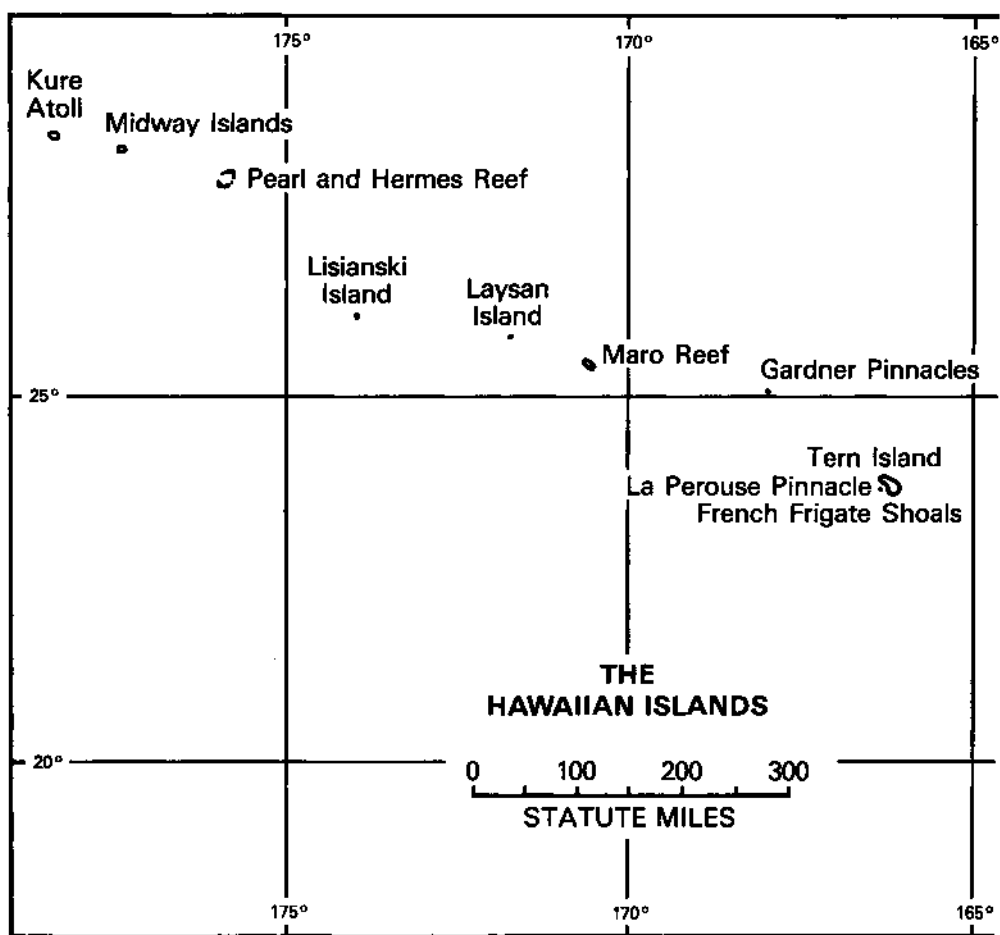 175°
170°
165°
Kure
Atoll
Midway Islands
Pearl and Hermes Reef
Lisianski
Island
Laysan
Island
Maro Reef
Gardner Pinnacles
25°
Tern Island
La Perouse Pinnacle
French Frigate Shoals
THE
HAWAIIAN ISLANDS
20°
0 100 200 300
STATUTE MILES
175°
170°
165°